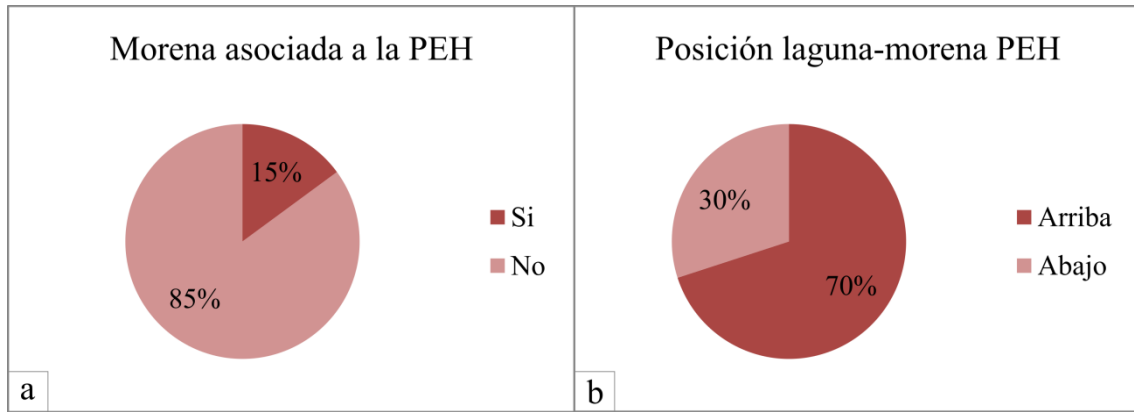 Morena asociada a la PEH
15%
85%
Si
No
a
Posición laguna-morena PEH
30%
70%
Arriba
Abajo
b